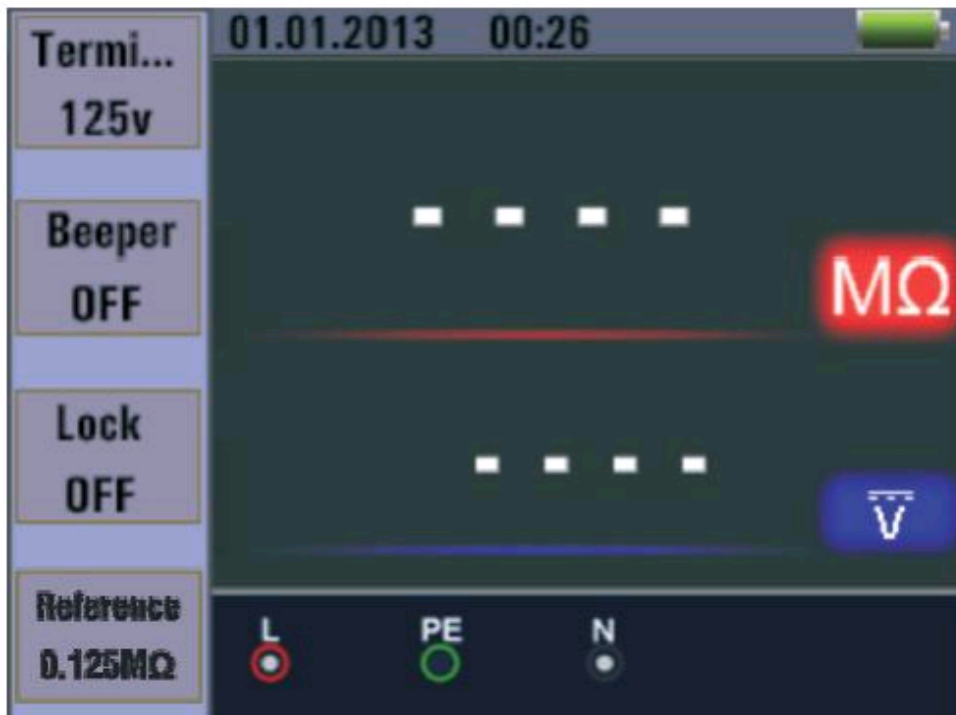 Termi...
125v
Beeper
OFF
Lock
OFF
Reference
0.125MΩ
01.01.2013 00:26
- - - -
MΩ
- - - -
V
L PE N